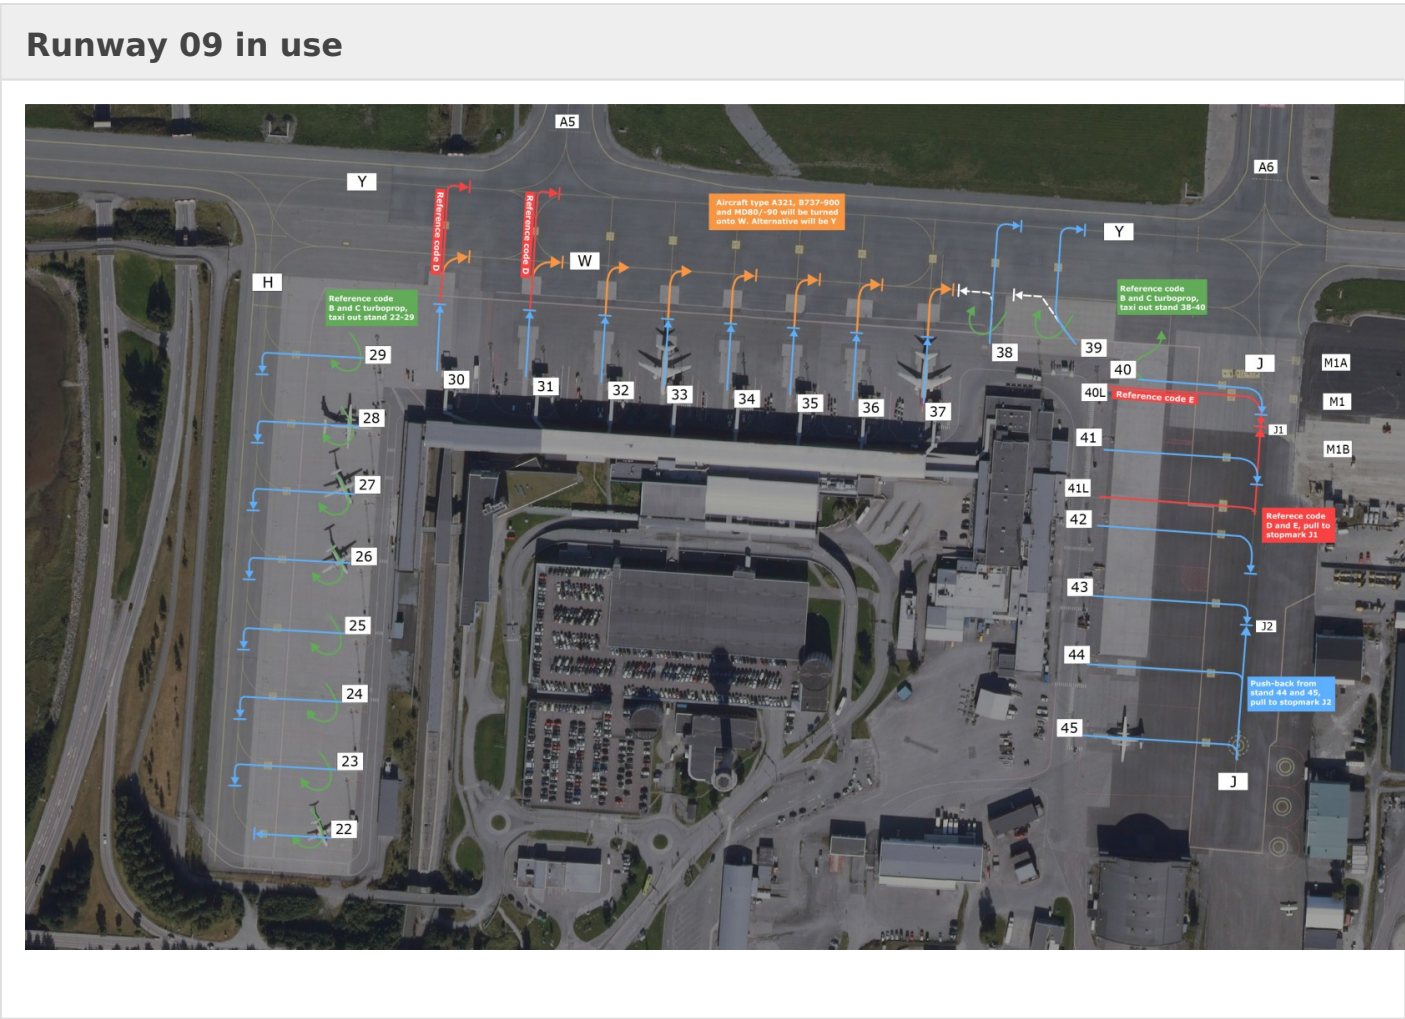 Runway 09 in use
A5
A6
Y
Reference code D
Reference code D
Aircraft type A321, B737-900
and MD80/-90 will be turned
onto W. Alternative will be Y
Y
W
H
Reference code
B and C turboprop,
taxi out stand 22-29
Reference code
B and C turboprop,
taxi out stand 38-40
29
30
31
32
33
34
35
36
37
38
39
40
J
M1A
40L
Reference code E
M1
28
J1
41
M1B
27
41L
42
Referece code
D and E, pull to
stopmark J1
26
43
25
J2
44
24
Push-back from
stand 44 and 45,
pull to stopmark J2
45
23
J
22